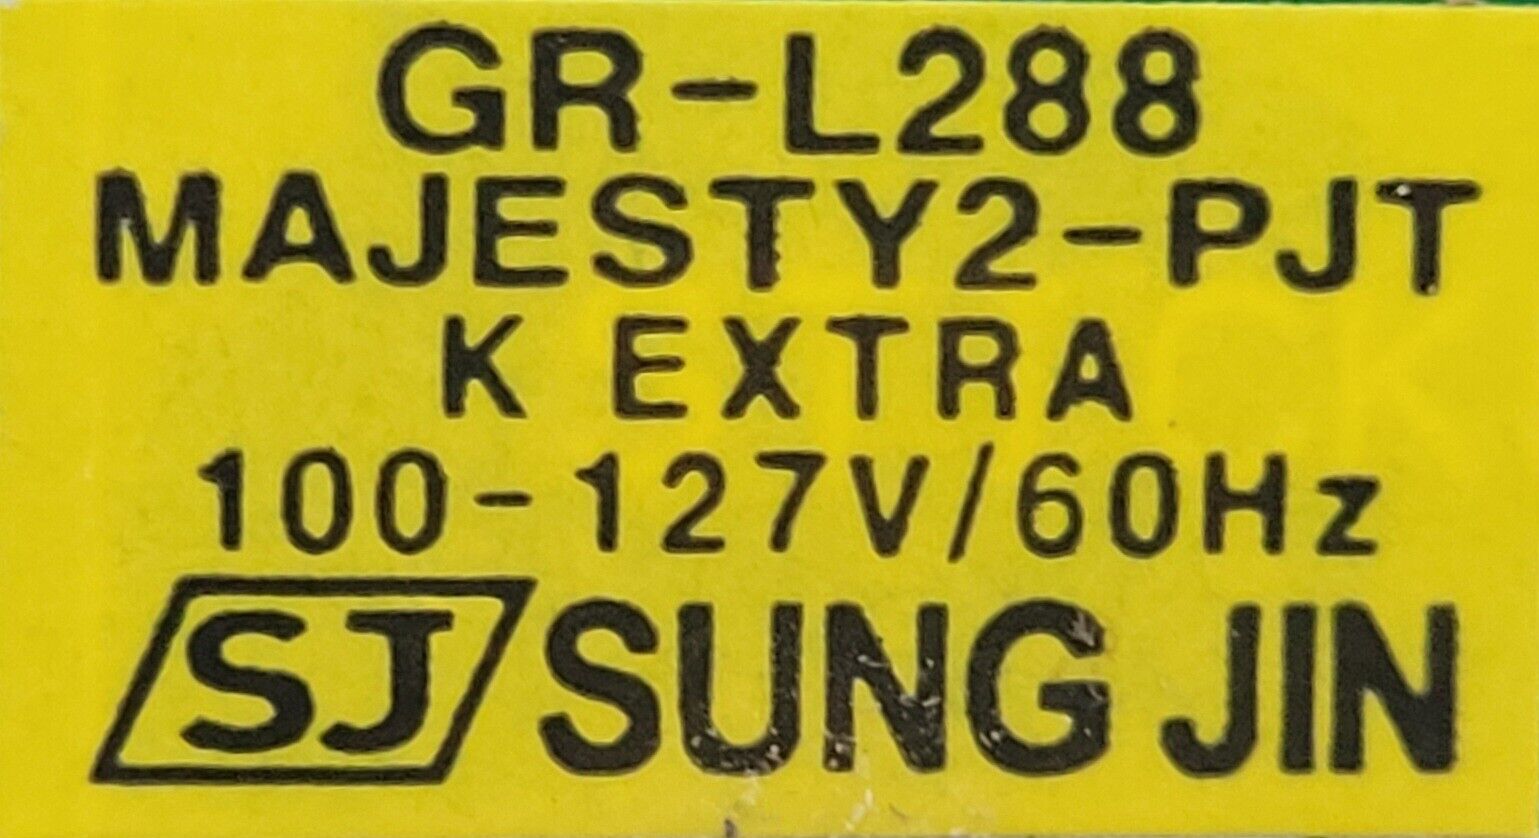 GR-L288
MAJESTY2-PJT
K EXTRA
100-127V/60Hz
SJ SUNG JIN